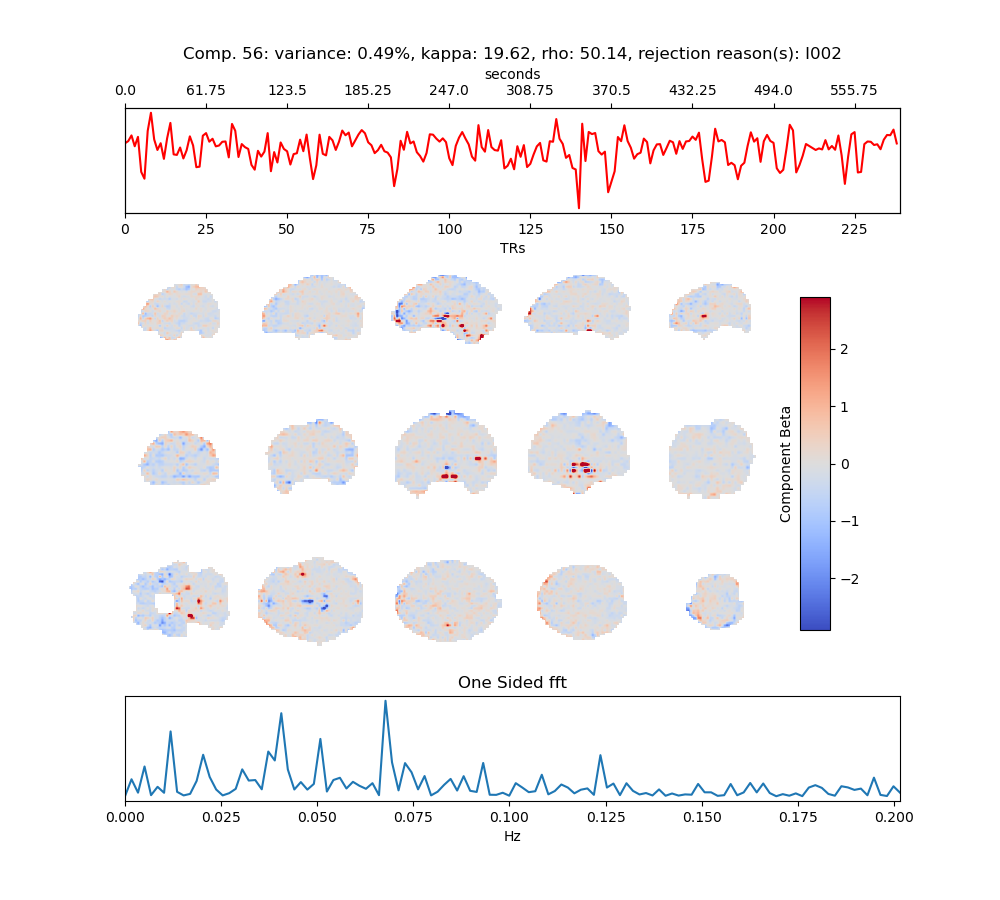 Comp. 56: variance: 0.49%, kappa: 19.62, rho: 50.14, rejection reason(s): I002
seconds
0.0 61.75 123.5 185.25 247.0 308.75 370.5 432.25 494.0 555.75
0 25 50 75 100 125 150 175 200 225
TRs
2
1
0
−1
−2
Component Beta
One Sided fft
0.000 0.025 0.050 0.075 0.100 0.125 0.150 0.175 0.200
Hz